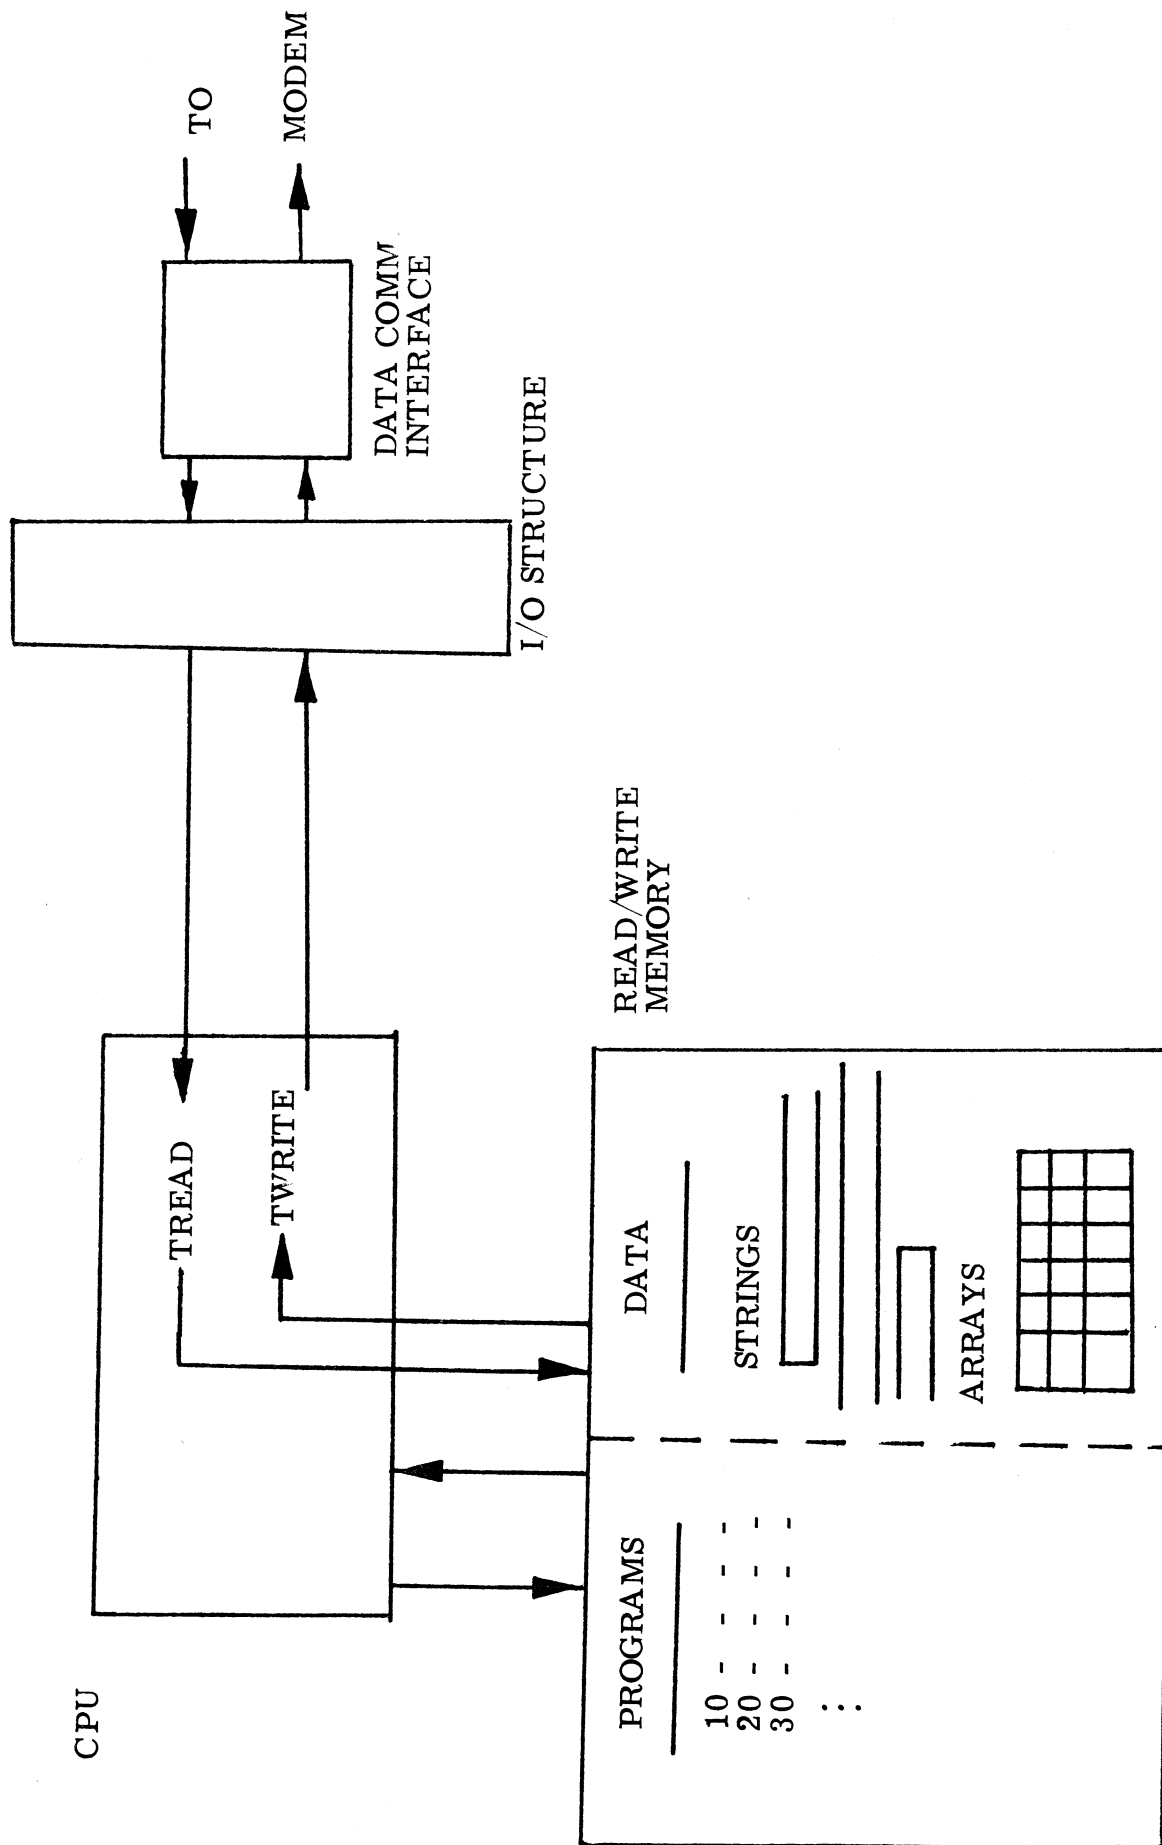 CPU
TREAD
TWRITE
I/O STRUCTURE
DATA COMM
INTERFACE
TO
MODEM
READ/WRITE
MEMORY
PROGRAMS
10 - - - -
20 - - - -
30 - - - -
:
DATA
STRINGS
ARRAYS